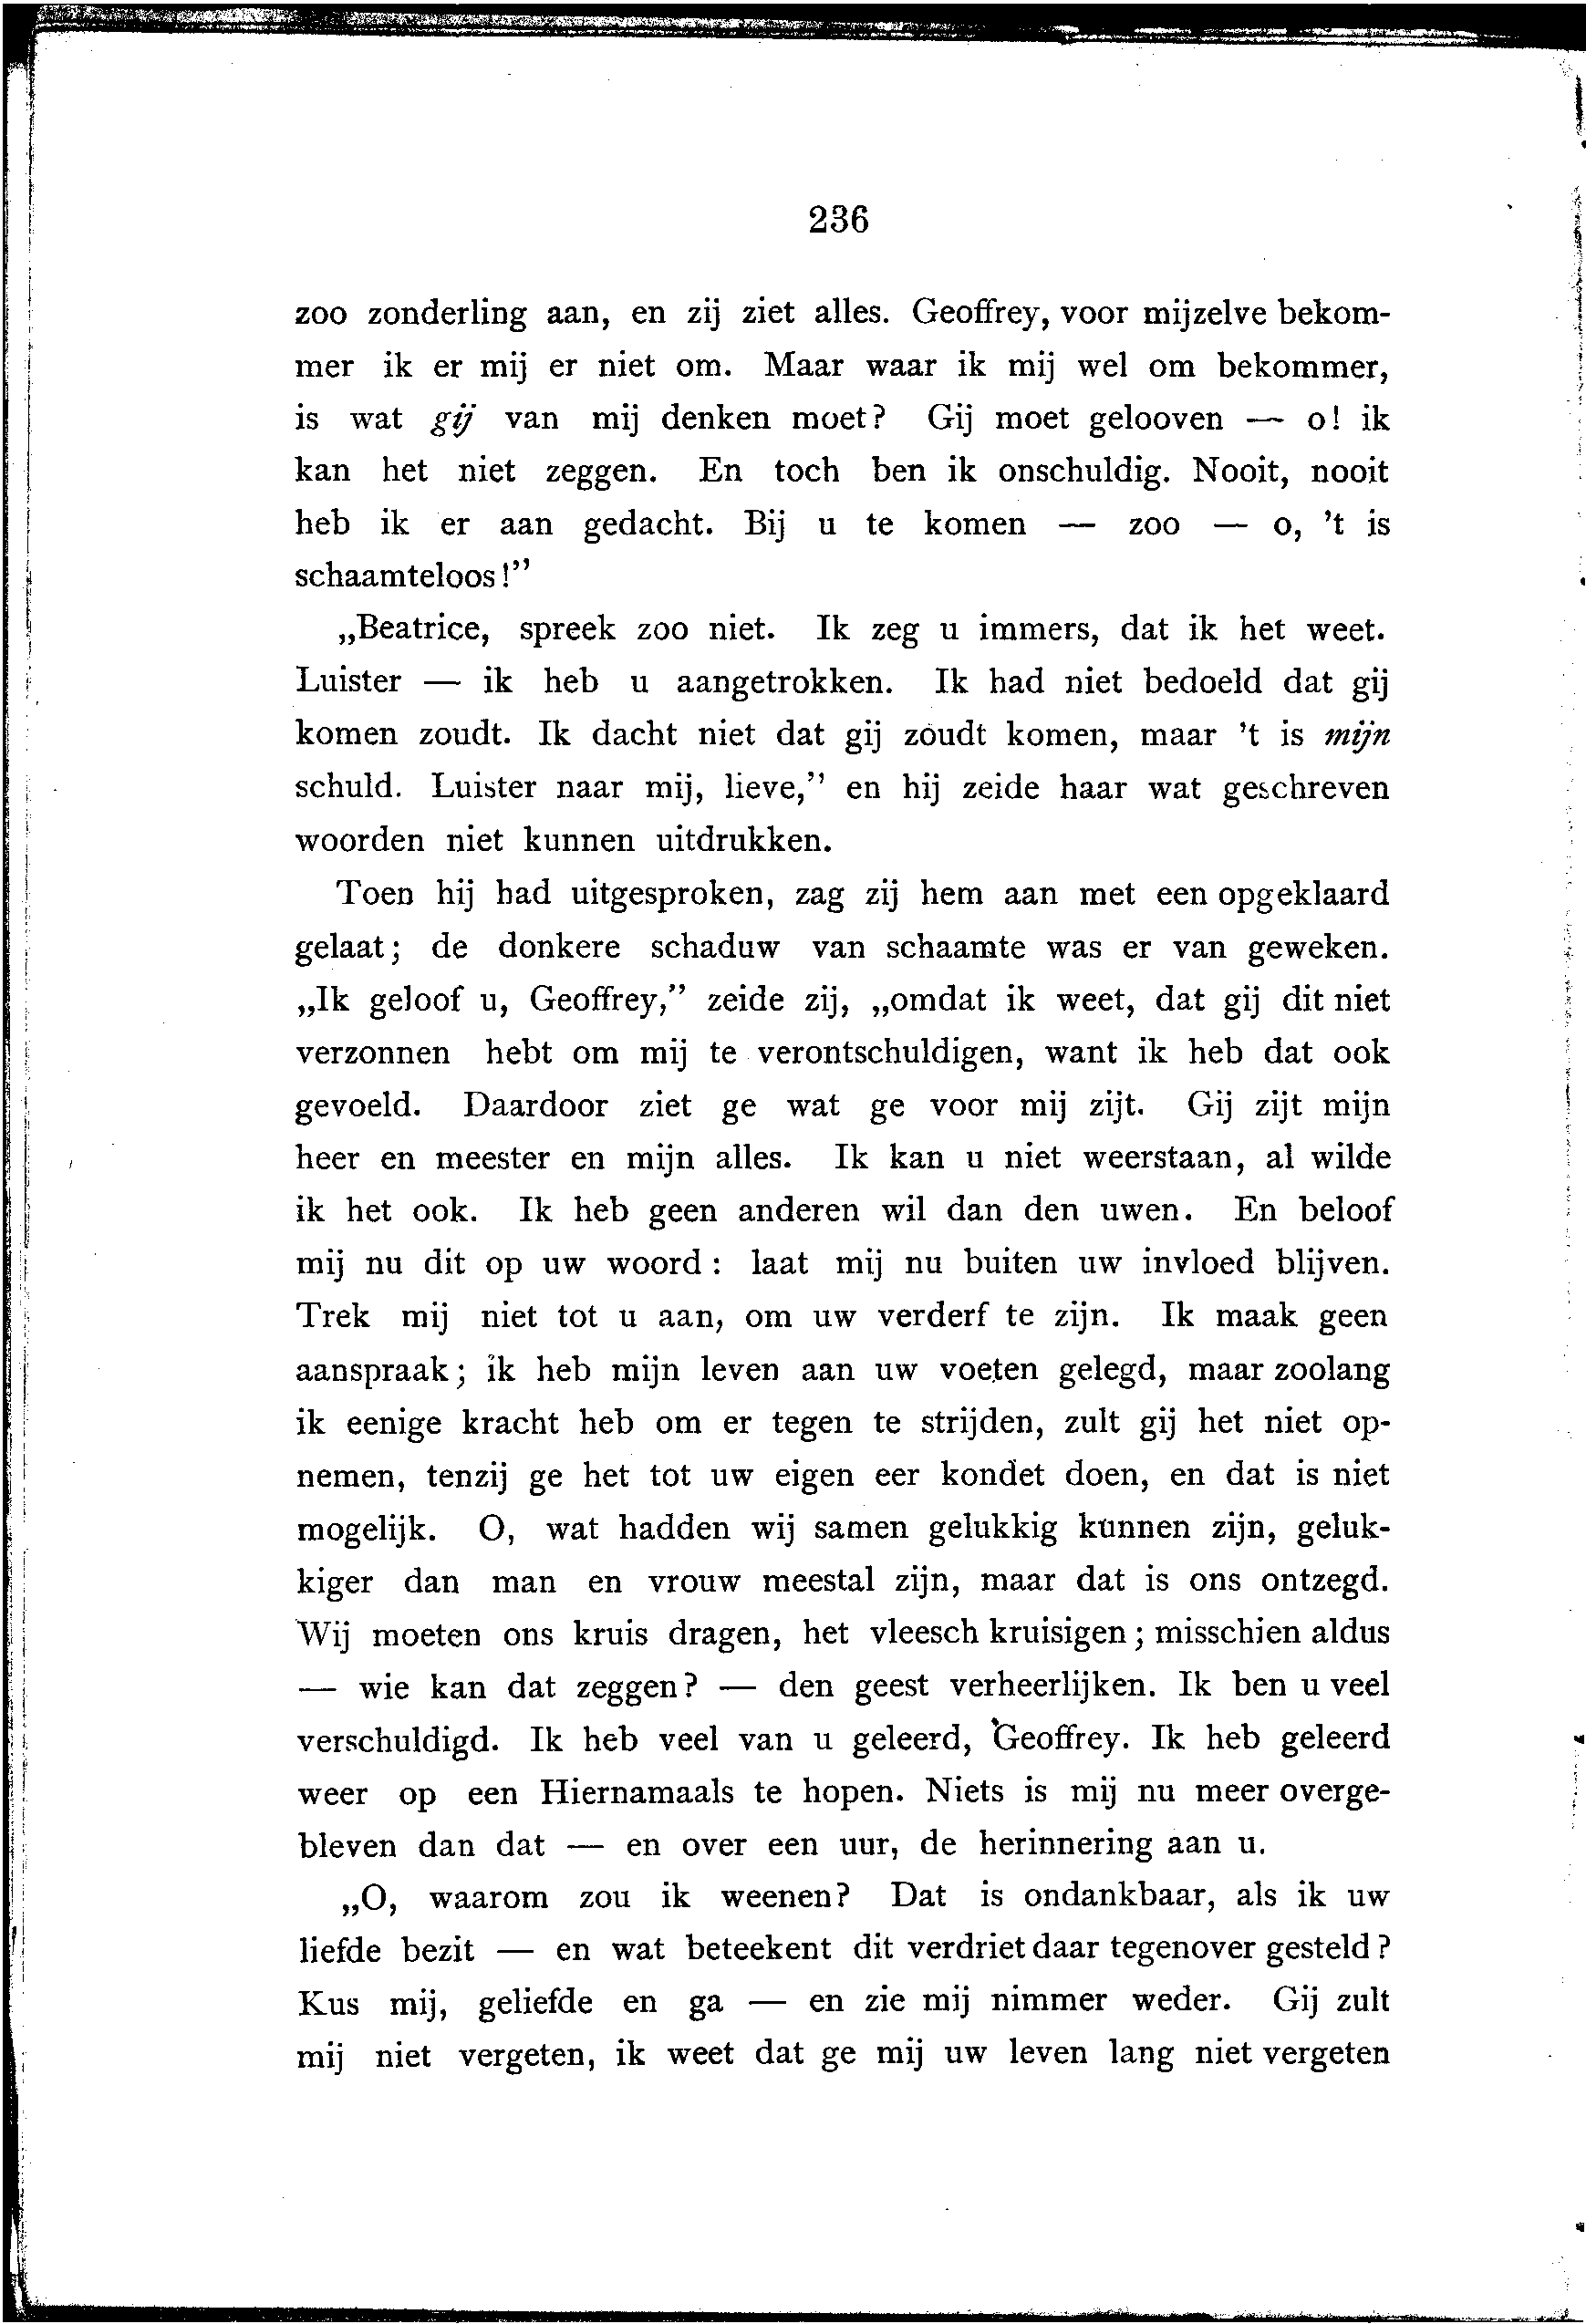 236
zoo zonderling aan, en zij ziet alles. Geoffrey, voor mijzelve bekom-
mer ik er mij er niet om. Maar waar ik mij wel om bekommer,
is wat gij van mij denken moet? Gij moet gelooven — o! ik
kan het niet zeggen. En toch ben ik onschuldig. Nooit, nooit
heb ik er aan gedacht. Bij u te komen — zoo — o, 't is
schaamteloos!”
„Beatrice, spreek zoo niet. Ik zeg u immers, dat ik het weet.
Luister — ik heb u aangetrokken. Ik had niet bedoeld dat gij
komen zoudt. Ik dacht niet dat gij zoudt komen, maar 't is mijn
schuld. Luister naar mij, lieve,” en hij zeide haar wat geschreven
woorden niet kunnen uitdrukken.
Toen hij had uitgesproken, zag zij hem aan met een opgeklaard
gelaat; de donkere schaduw van schaamte was er van geweken.
„Ik geloof u, Geoffrey,” zeide zij, „omdat ik weet, dat gij dit niet
verzonnen hebt om mij te verontschuldigen, want ik heb dat ook
gevoeld. Daardoor ziet ge wat ge voor mij zijt. Gij zijt mijn
heer en meester en mijn alles. Ik kan u niet weerstaan, al wilde
ik het ook. Ik heb geen anderen wil dan den uwen. En beloof
mij nu dit op uw woord: laat mij nu buiten uw invloed blijven.
Trek mij niet tot u aan, om uw verderf te zijn. Ik maak geen
aanspraak; ik heb mijn leven aan uw voeten gelegd, maar zoolang
ik eenige kracht heb om er tegen te strijden, zult gij het niet op-
nemen, tenzij ge het tot uw eigen eer kondet doen, en dat is niet
mogelijk. O, wat hadden wij samen gelukkig kunnen zijn, geluk-
kiger dan man en vrouw meestal zijn, maar dat is ons ontzegd.
Wij moeten ons kruis dragen, het vleesch kruisigen; misschien aldus
— wie kan dat zeggen? — den geest verheerlijken. Ik ben u veel
verschuldigd. Ik heb veel van u geleerd, Geoffrey. Ik heb geleerd
weer op een Hiernamaals te hopen. Niets is mij nu meer overge-
bleven dan dat — en over een uur, de herinnering aan u.
„O, waarom zou ik weenen? Dat is ondankbaar, als ik uw
liefde bezit — en wat beteekent dit verdriet daar tegenover gesteld?
Kus mij, geliefde en ga — en zie mij nimmer weder. Gij zult
mij niet vergeten, ik weet dat ge mij uw leven lang niet vergeten